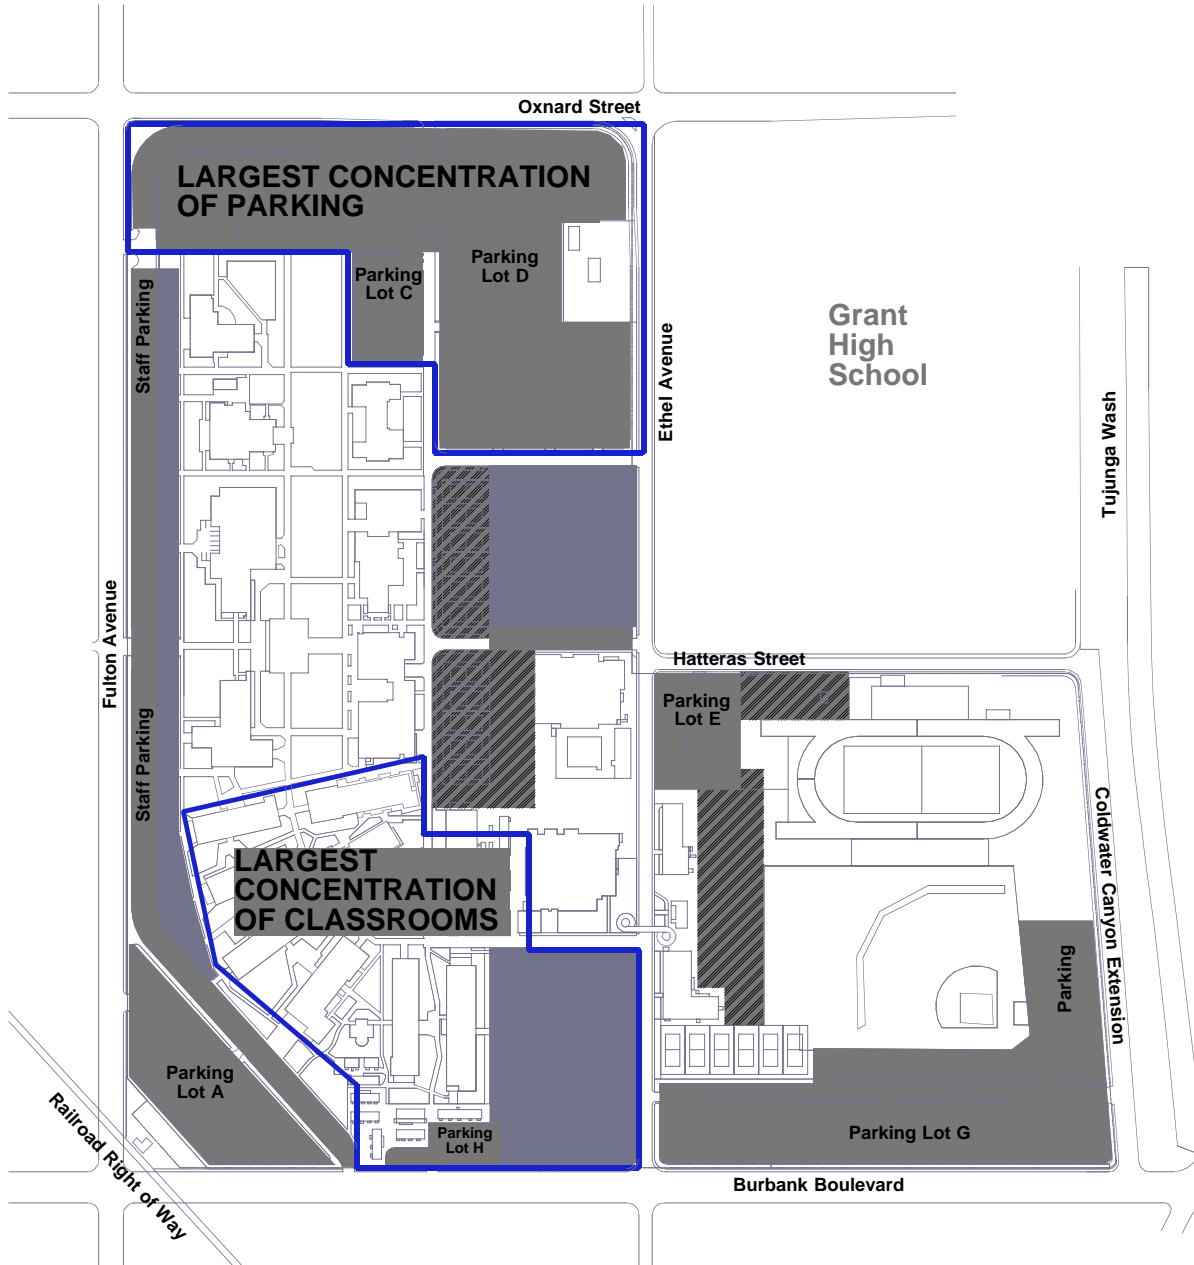 Oxnard Street
LARGEST CONCENTRATION
OF PARKING
Parking
Lot D
Parking
Lot C
Staff Parking
Grant
High
School
Ethel Avenue
Tujunga Wash
Fulton Avenue
Hatteras Street
Parking
Lot E
Staff Parking
Coldwater Canyon Extension
LARGEST
CONCENTRATION
OF CLASSROOMS
Parking
Parking
Lot A
Railroad Right of Way
Parking
Lot H
Parking Lot G
Burbank Boulevard